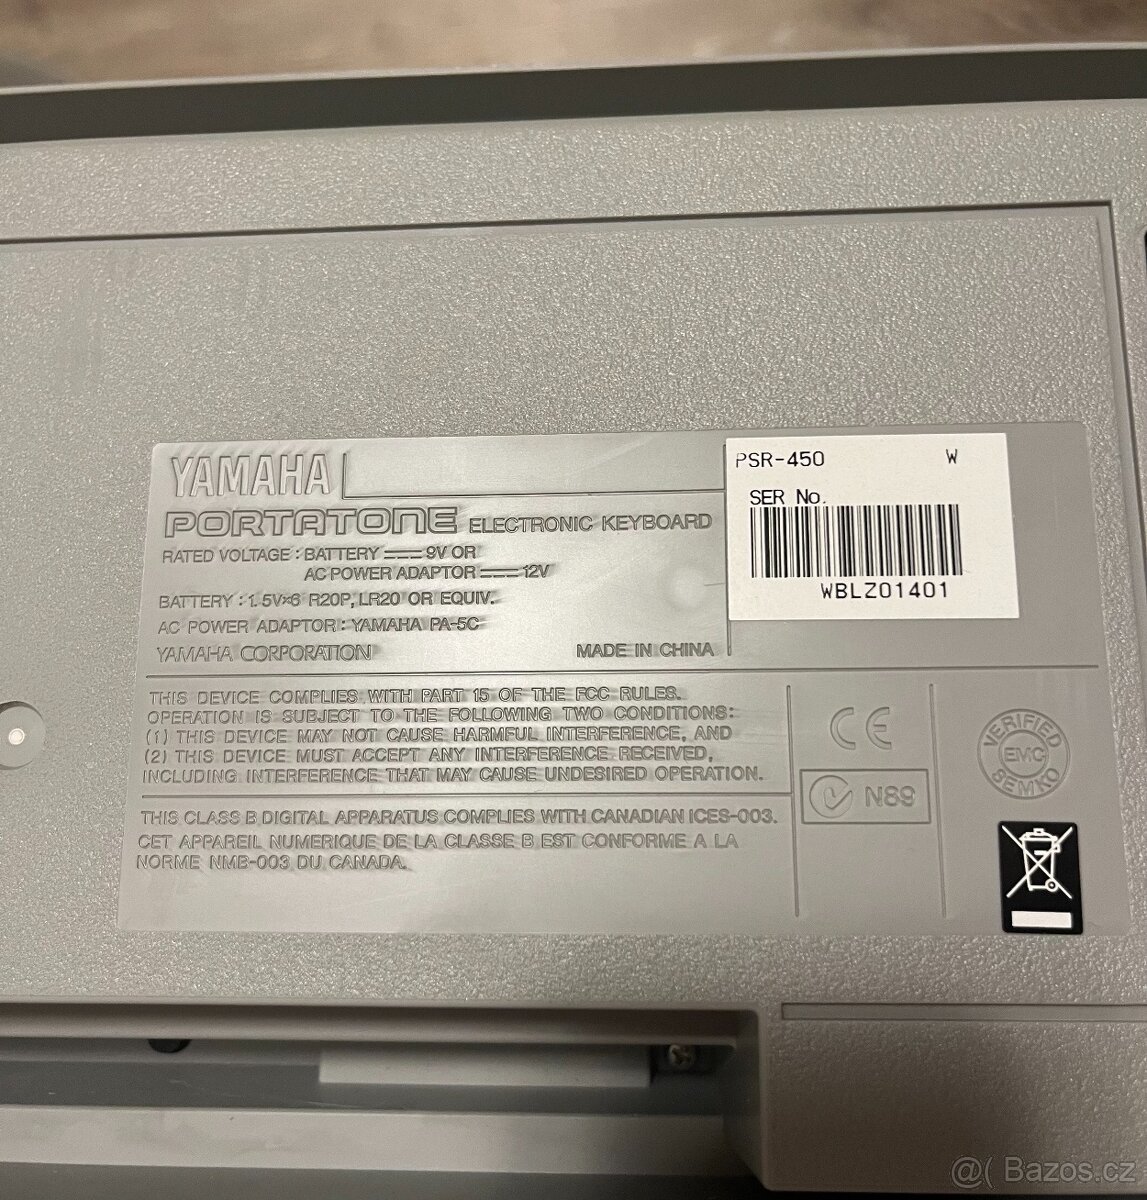 YAMAHA
PORTATONE ELECTRONIC KEYBOARD
RATED VOLTAGE : BATTERY 9V OR
AC POWER ADAPTOR 12V
BATTERY : 1.5V×6 R20P, LR20 OR EQUIV.
AC POWER ADAPTOR : YAMAHA PA-5C
YAMAHA CORPORATION MADE IN CHINA
PSR-450 W
SER No.
WBLZ01401
THIS DEVICE COMPLIES WITH PART 15 OF THE FCC RULES.
OPERATION IS SUBJECT TO THE FOLLOWING TWO CONDITIONS:
(1) THIS DEVICE MAY NOT CAUSE HARMFUL INTERFERENCE, AND
(2) THIS DEVICE MUST ACCEPT ANY INTERFERENCE RECEIVED,
INCLUDING INTERFERENCE THAT MAY CAUSE UNDESIRED OPERATION.
THIS CLASS B DIGITAL APPARATUS COMPLIES WITH CANADIAN ICES-003.
CET APPAREIL NUMERIQUE DE LA CLASSE B EST CONFORME A LA
NORME NMB-003 DU CANADA.
CE
N89
VERIFIED
EMC
SEMKO
@( Bazos.cz